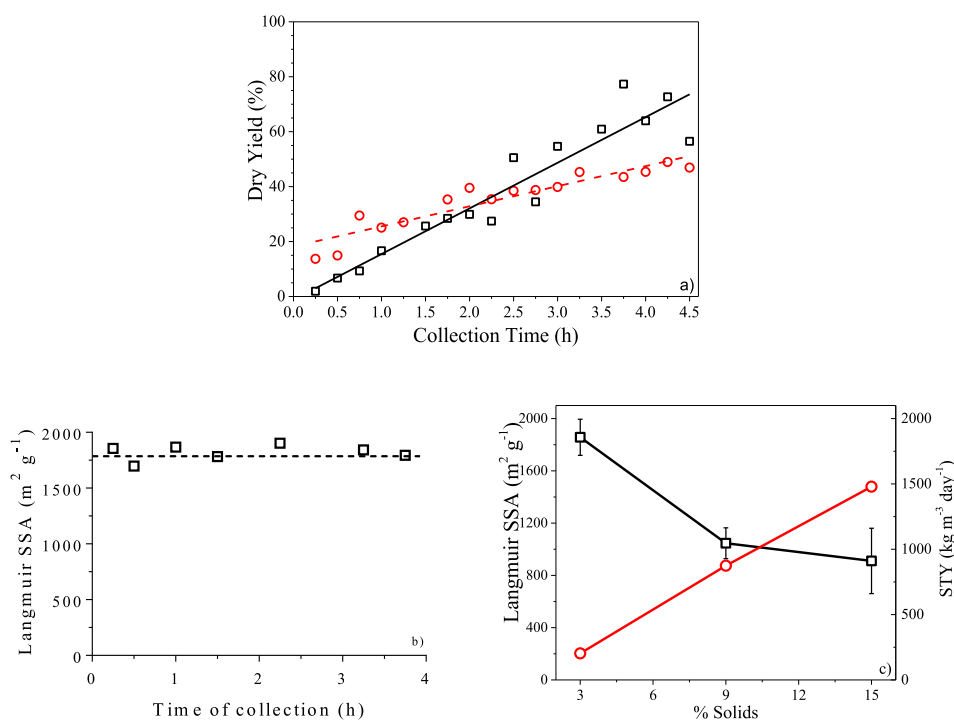 Dry Yield (%)
100
80
60
40
20
0
a)
0.0 0.5 1.0 1.5 2.0 2.5 3.0 3.5 4.0 4.5
Collection Time (h)
Langmuir SSA (m² g⁻¹)
2000
1500
1000
500
0
b)
0 1 2 3 4
Time of collection (h)
Langmuir SSA (m² g⁻¹)
2000
1600
1200
800
400
0
STY (kg m⁻³ day⁻¹)
2000
1500
1000
500
0
c)
3 6 9 12 15
% Solids